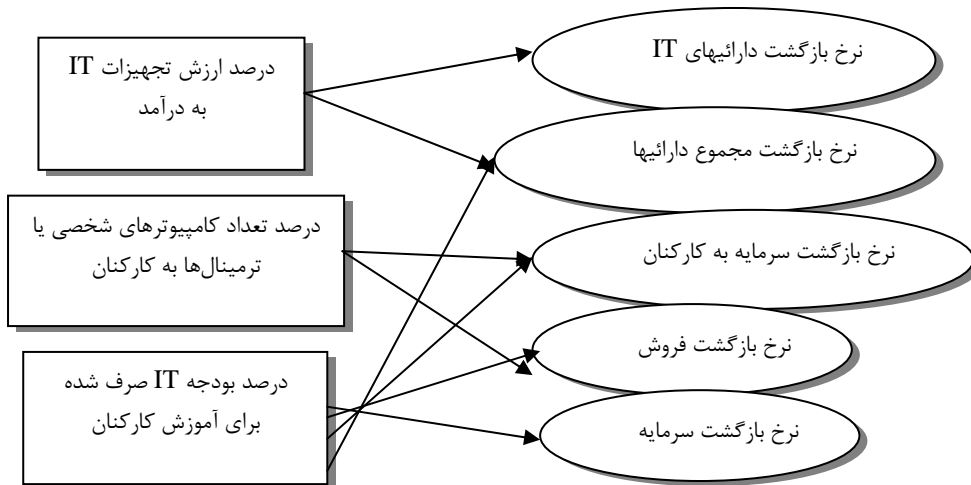 درصد ارزش تجهیزات IT
به درآمد
درصد تعداد کامپیوترهای شخصی یا
ترمینال‌ها به کارکنان
درصد بودجه IT صرف شده
برای آموزش کارکنان
نرخ بازگشت دارائیهای IT
نرخ بازگشت مجموع دارائیها
نرخ بازگشت سرمایه به کارکنان
نرخ بازگشت فروش
نرخ بازگشت سرمایه